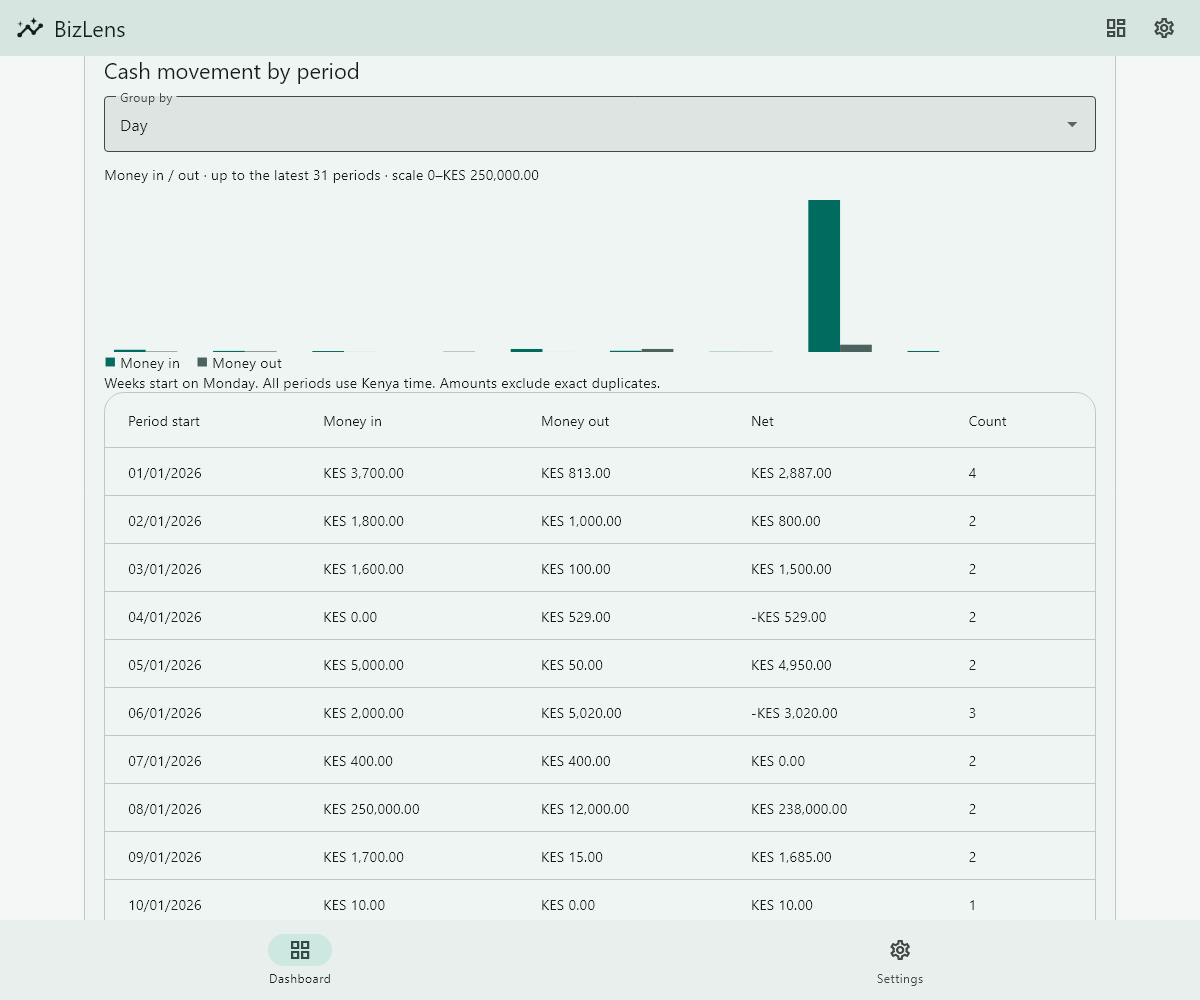 BizLens
Cash movement by period
Group by
Day
Money in / out · up to the latest 31 periods · scale 0–KES 250,000.00
Money in Money out
Weeks start on Monday. All periods use Kenya time. Amounts exclude exact duplicates.
Period start Money in Money out Net Count
01/01/2026 KES 3,700.00 KES 813.00 KES 2,887.00 4
02/01/2026 KES 1,800.00 KES 1,000.00 KES 800.00 2
03/01/2026 KES 1,600.00 KES 100.00 KES 1,500.00 2
04/01/2026 KES 0.00 KES 529.00 -KES 529.00 2
05/01/2026 KES 5,000.00 KES 50.00 KES 4,950.00 2
06/01/2026 KES 2,000.00 KES 5,020.00 -KES 3,020.00 3
07/01/2026 KES 400.00 KES 400.00 KES 0.00 2
08/01/2026 KES 250,000.00 KES 12,000.00 KES 238,000.00 2
09/01/2026 KES 1,700.00 KES 15.00 KES 1,685.00 2
10/01/2026 KES 10.00 KES 0.00 KES 10.00 1
Dashboard Settings